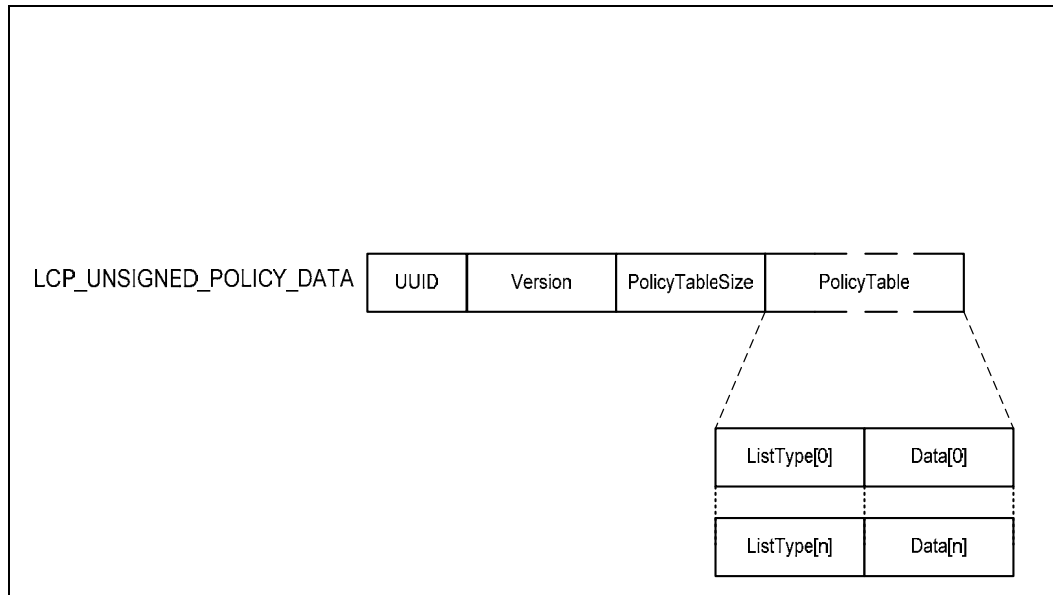 LCP_UNSIGNED_POLICY_DATA UUID Version PolicyTableSize PolicyTable
ListType[0] Data[0]
ListType[n] Data[n]